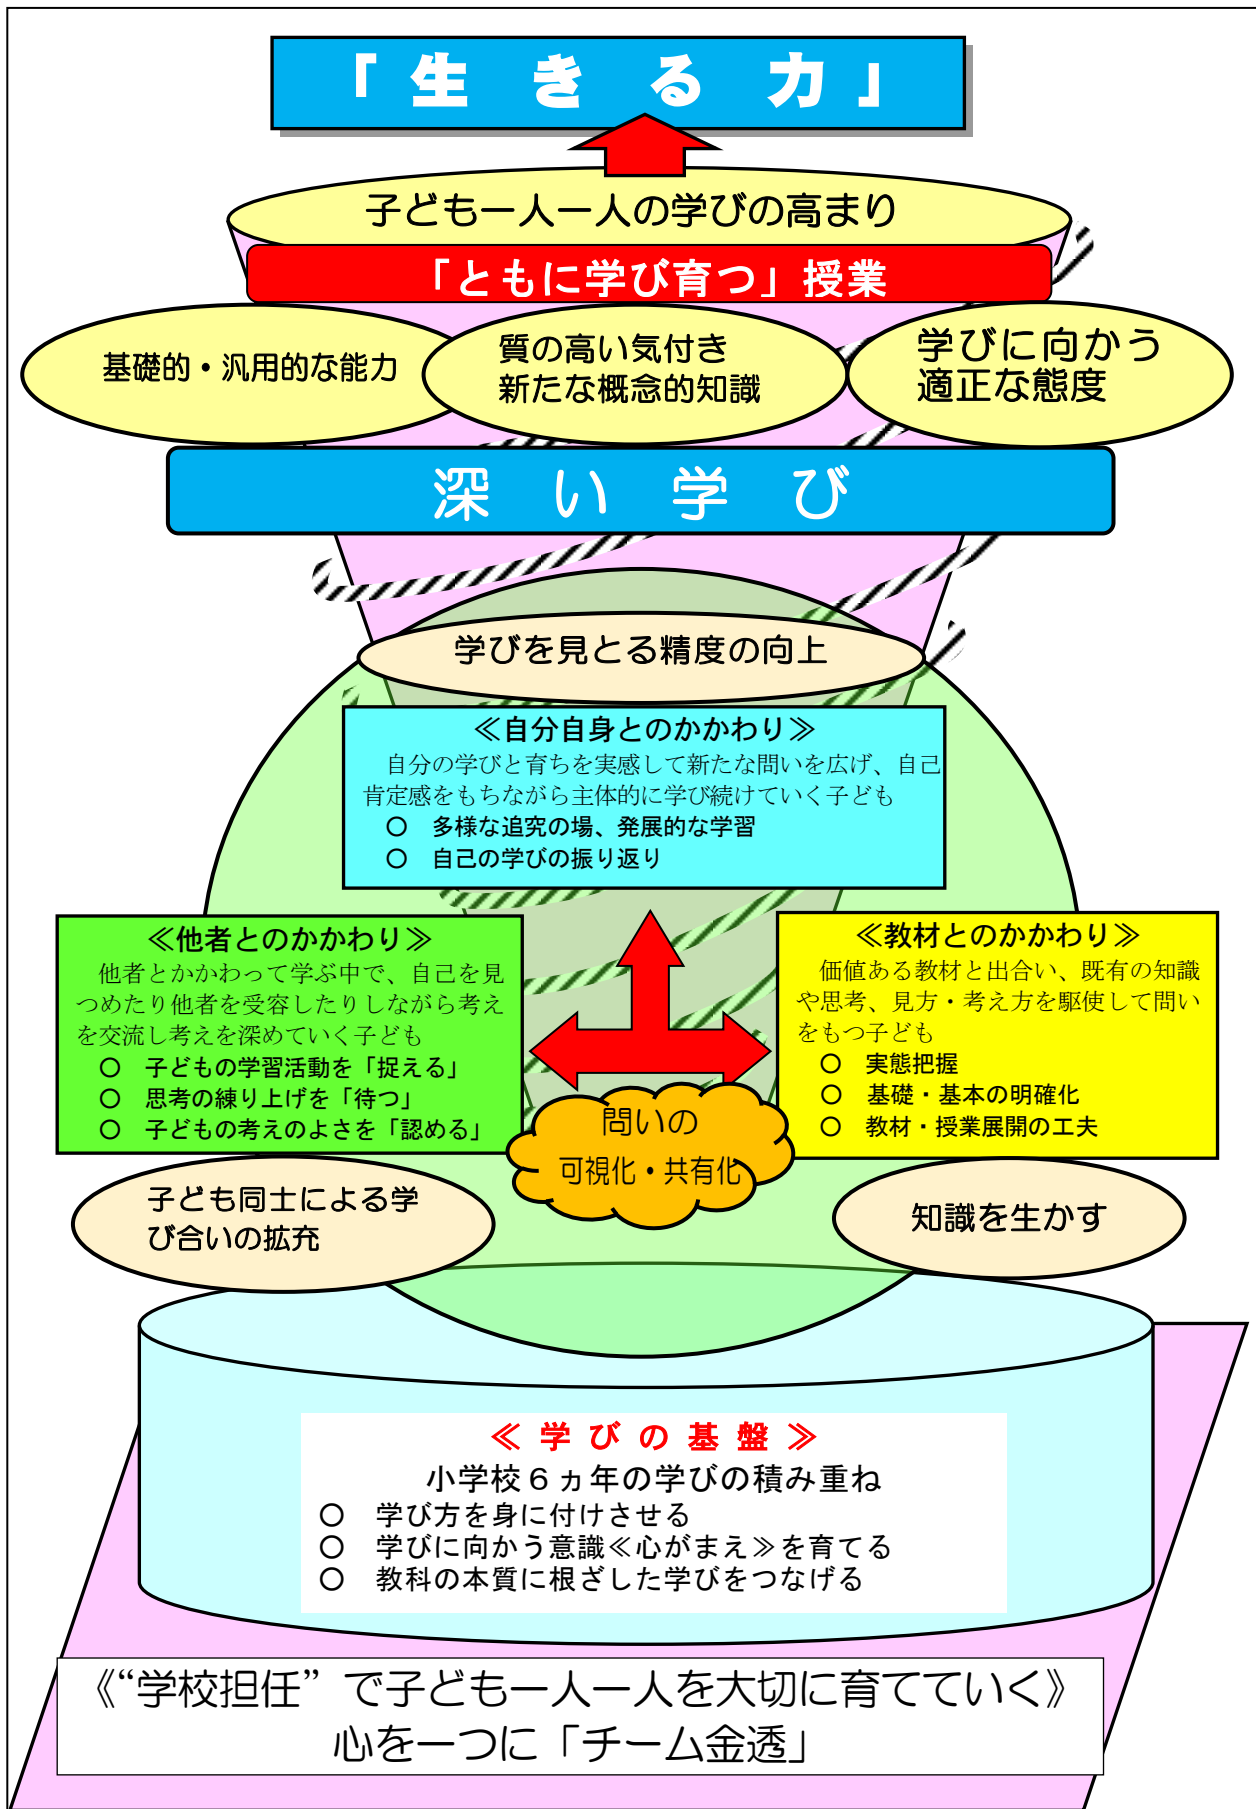 「生きる力」
子ども一人一人の学びの高まり
「ともに学び育つ」授業
基礎的・汎用的な能力
質の高い気付き
新たな概念的知識
学びに向かう
適正な態度
深い学び
学びを見とる精度の向上
≪自分自身とのかかわり≫
自分の学びと育ちを実感して新たな問いを広げ、自己
肯定感をもちながら主体的に学び続けていく子ども
○　多様な追究の場、発展的な学習
○　自己の学びの振り返り
≪他者とのかかわり≫
他者とかかわって学ぶ中で、自己を見
つめたり他者を受容したりしながら考え
を交流し考えを深めていく子ども
○　子どもの学習活動を「捉える」
○　思考の練り上げを「待つ」
○　子どもの考えのよさを「認める」
≪教材とのかかわり≫
価値ある教材と出合い、既有の知識
や思考、見方・考え方を駆使して問い
をもつ子ども
○　実態把握
○　基礎・基本の明確化
○　教材・授業展開の工夫
問いの
可視化・共有化
子ども同士による学
び合いの拡充
知識を生かす
≪学びの基盤≫
小学校６ヵ年の学びの積み重ね
○　学び方を身に付けさせる
○　学びに向かう意識≪心がまえ≫を育てる
○　教科の本質に根ざした学びをつなげる
《“学校担任”で子ども一人一人を大切に育てていく》
心を一つに「チーム金透」